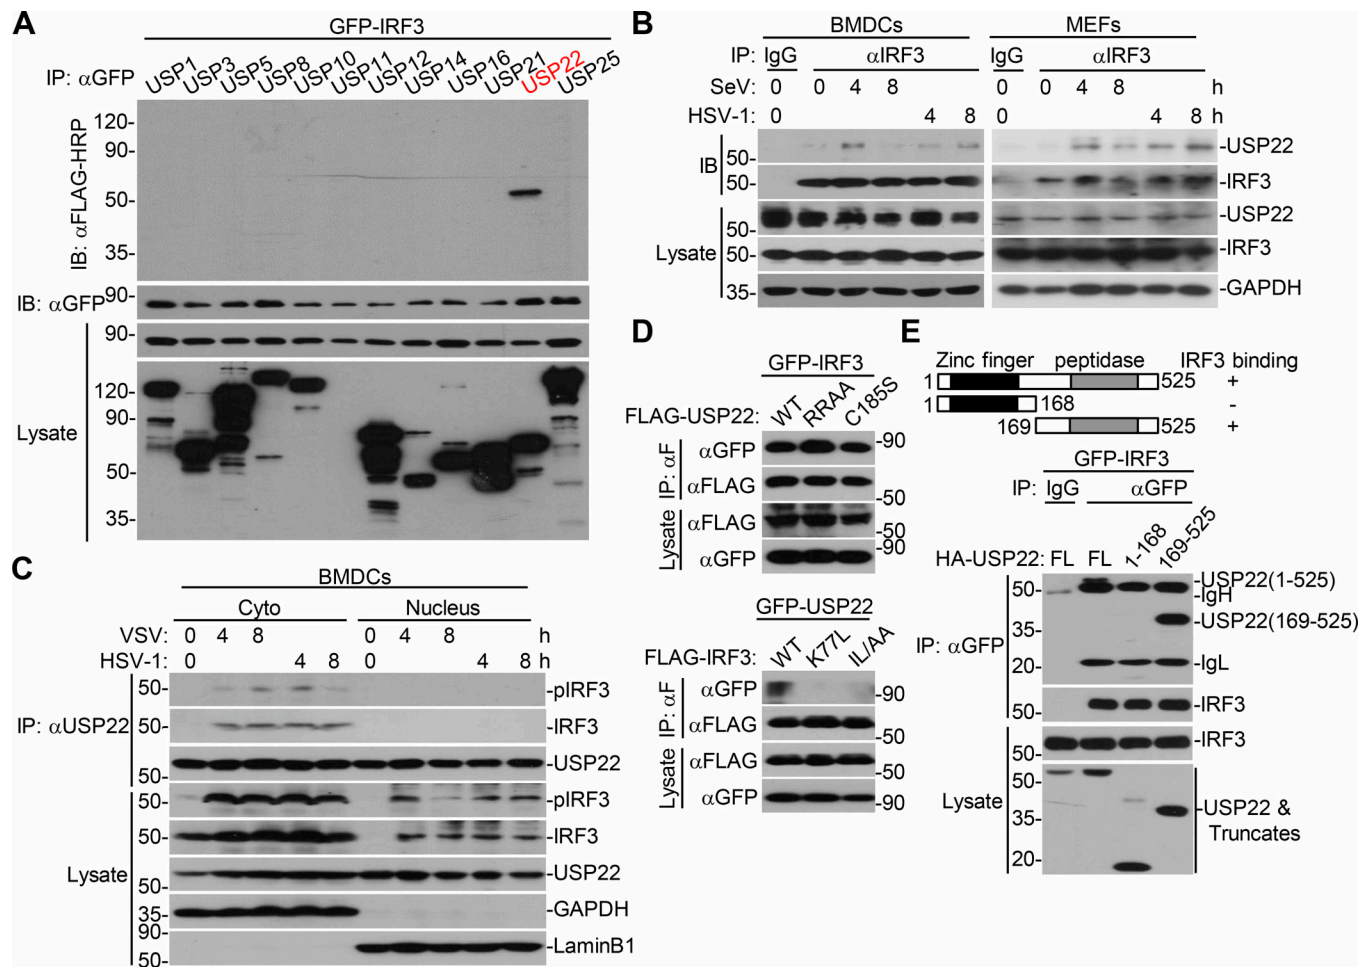 A
GFP-IRF3
IP: αGFP
USP1 USP3 USP5 USP8 USP10 USP11 USP12 USP14 USP16 USP21 USP22 USP25
IB: αFLAG-HRP
120-
90-
50-
35-
IB: αGFP
90-
90-
Lysate
120-
90-
50-
35-
B
BMDCs MEFs
IP: IgG αIRF3 IgG αIRF3
SeV: 0 0 4 8 0 0 4 8 h
HSV-1: 0 4 8 0 4 8 h
IB
50- -USP22
50- -IRF3
Lysate
50- -USP22
50- -IRF3
35- -GAPDH
C
BMDCs
Cyto Nucleus
VSV: 0 4 8 0 4 8 h
HSV-1: 0 4 8 0 4 8 h
IP: αUSP22
50- -pIRF3
50- -IRF3
50- -USP22
Lysate
50- -pIRF3
50- -IRF3
50- -USP22
35- -GAPDH
90-
50- -LaminB1
D
GFP-IRF3
FLAG-USP22: WT RRAA C185S
IP: αF
αGFP -90
αFLAG -50
Lysate
αFLAG -50
αGFP -90
GFP-USP22
FLAG-IRF3: WT K77L IL/AA
IP: αF
αGFP -90
αFLAG
Lysate
αFLAG -50
αGFP -90
E
Zinc finger peptidase IRF3 binding
1 525 +
1 168 -
169 525 +
GFP-IRF3
IP: IgG αGFP
HA-USP22: FL FL 1-168 169-525
IP: αGFP
50- -USP22(1-525)
-IgH
35- -USP22(169-525)
20- -IgL
50- -IRF3
Lysate
50- -IRF3
50-
35- -USP22 &
Truncates
20-